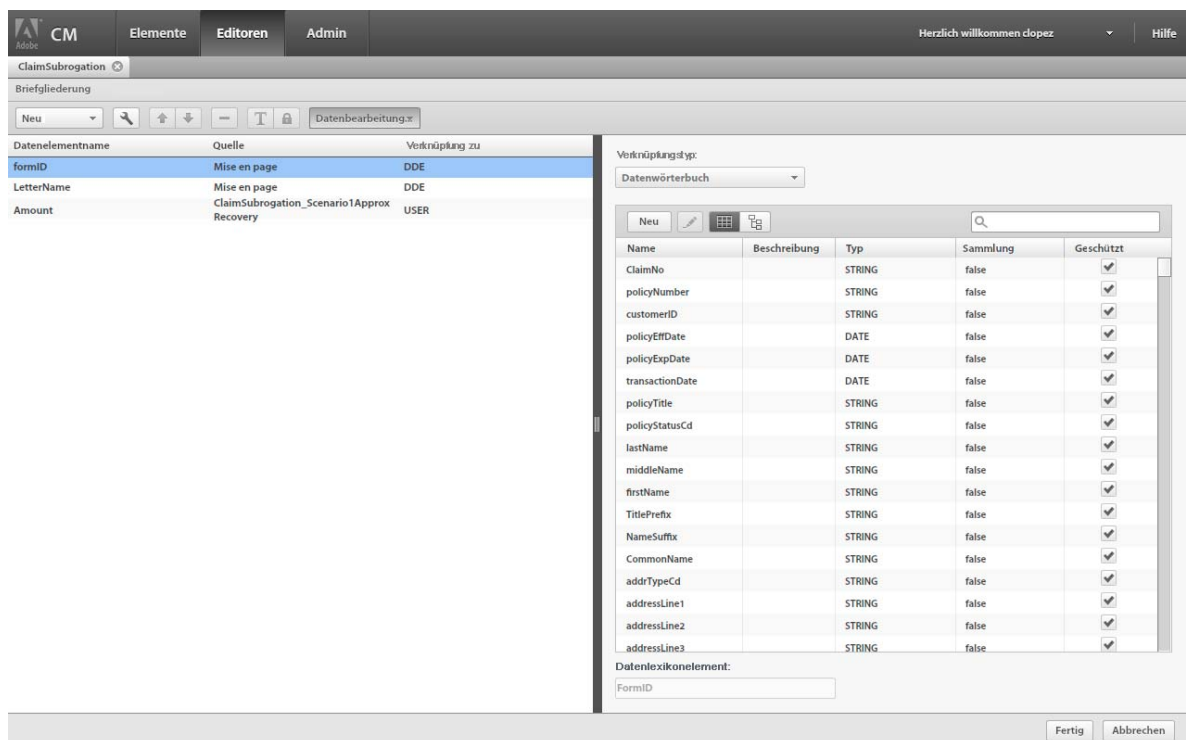 Adobe CM Elemente Editoren Admin Herzlich willkommen clopez Hilfe
ClaimSubrogation
Briefgliederung
Neu T Datenbearbeitung.x
Datenelementname Quelle Verknüpfung zu
formID Mise en page DDE
LetterName Mise en page DDE
Amount ClaimSubrogation_Scenario1Approx USER
Recovery
Verknüpfungstyp:
Datenwörterbuch
Neu
Name Beschreibung Typ Sammlung Geschützt
ClaimNo STRING false
policyNumber STRING false
customerID STRING false
policyEffDate DATE false
policyExpDate DATE false
transactionDate DATE false
policyTitle STRING false
policyStatusCd STRING false
lastName STRING false
middleName STRING false
firstName STRING false
TitlePrefix STRING false
NameSuffix STRING false
CommonName STRING false
addrTypeCd STRING false
addressLine1 STRING false
addressLine2 STRING false
addressLine3 STRING false
Datenlexikonelement:
FormID
Fertig Abbrechen